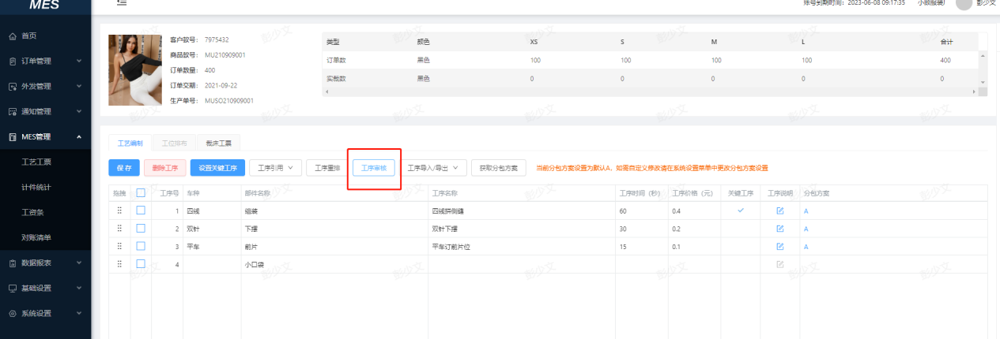 MES
账号到期时间：2023-06-08 09:17:35 小顾报装厂 彭少文
首页
订单管理
外发管理
通知管理
MES管理
工艺工票
计件统计
工资条
对账清单
数据报表
基础设置
系统设置
客户款号： 7975432
商品款号： MU210909001
订单数量： 400
订单交期： 2021-09-22
生产单号： MUSO210909001
类型 颜色 XS S M L 合计
订单数 黑色 100 100 100 100 400
实裁数 黑色 0 0 0 0 0
工艺编制 工位排布 裁床工票
保 存 删除工序 设置关键工序 工序引用 工序重排 工序审核 工序导入/导出 获取分包方案 当前分包方案设置为默认A，如需自定义修改请在系统设置菜单中更改分包方案设置
拖拽 工序号 车种 部件名称 工序名称 工序时间（秒） 工序价格（元） 关键工序 工序说明 分包方案
1 四线 组装 四线拼侧缝 60 0.4 A
2 双针 下摆 双针下摆 30 0.2 A
3 平车 前片 平车订前片位 15 0.1 A
4 小口袋
彭少文